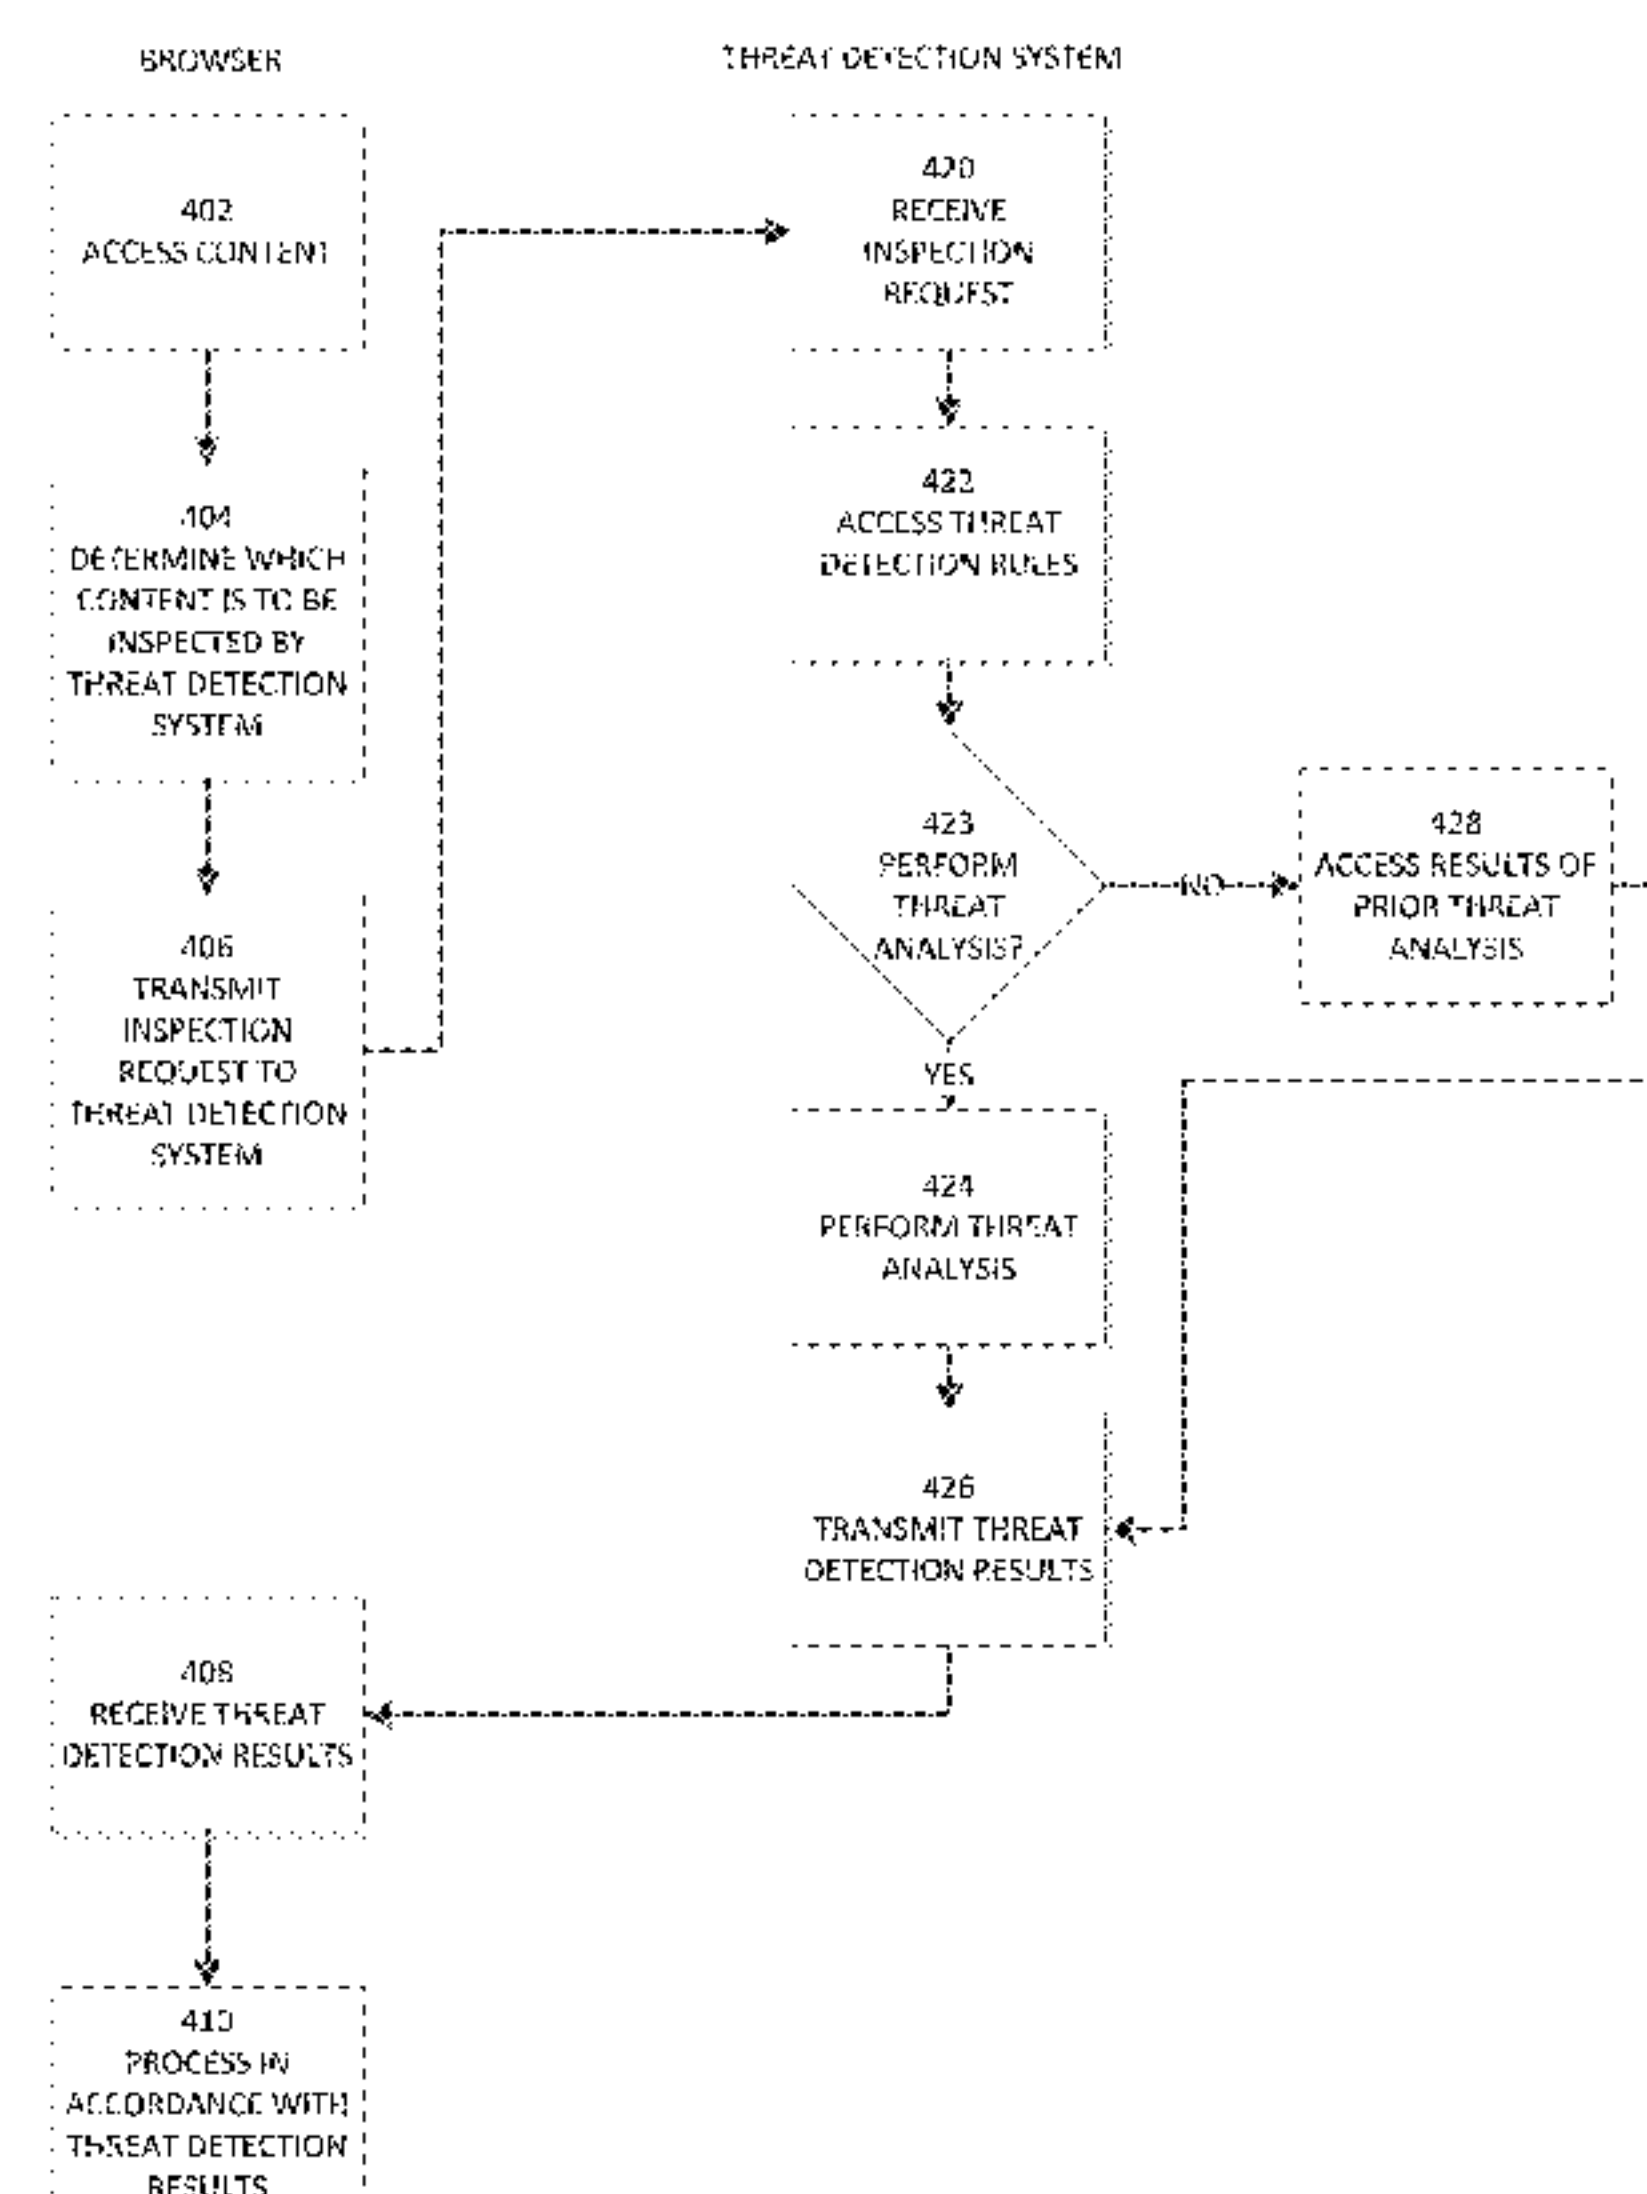 BROWSER
THREAT DETECTION SYSTEM
402
ACCESS CONTENT
404
DETERMINE WHICH
CONTENT IS TO BE
INSPECTED BY
THREAT DETECTION
SYSTEM
406
TRANSMIT
INSPECTION
REQUEST TO
THREAT DETECTION
SYSTEM
420
RECEIVE
INSPECTION
REQUEST
422
ACCESS THREAT
DETECTION RULES
423
PERFORM
THREAT
ANALYSIS?
NO
428
ACCESS RESULTS OF
PRIOR THREAT
ANALYSIS
YES
424
PERFORM THREAT
ANALYSIS
426
TRANSMIT THREAT
DETECTION RESULTS
408
RECEIVE THREAT
DETECTION RESULTS
410
PROCESS IN
ACCORDANCE WITH
THREAT DETECTION
RESULTS